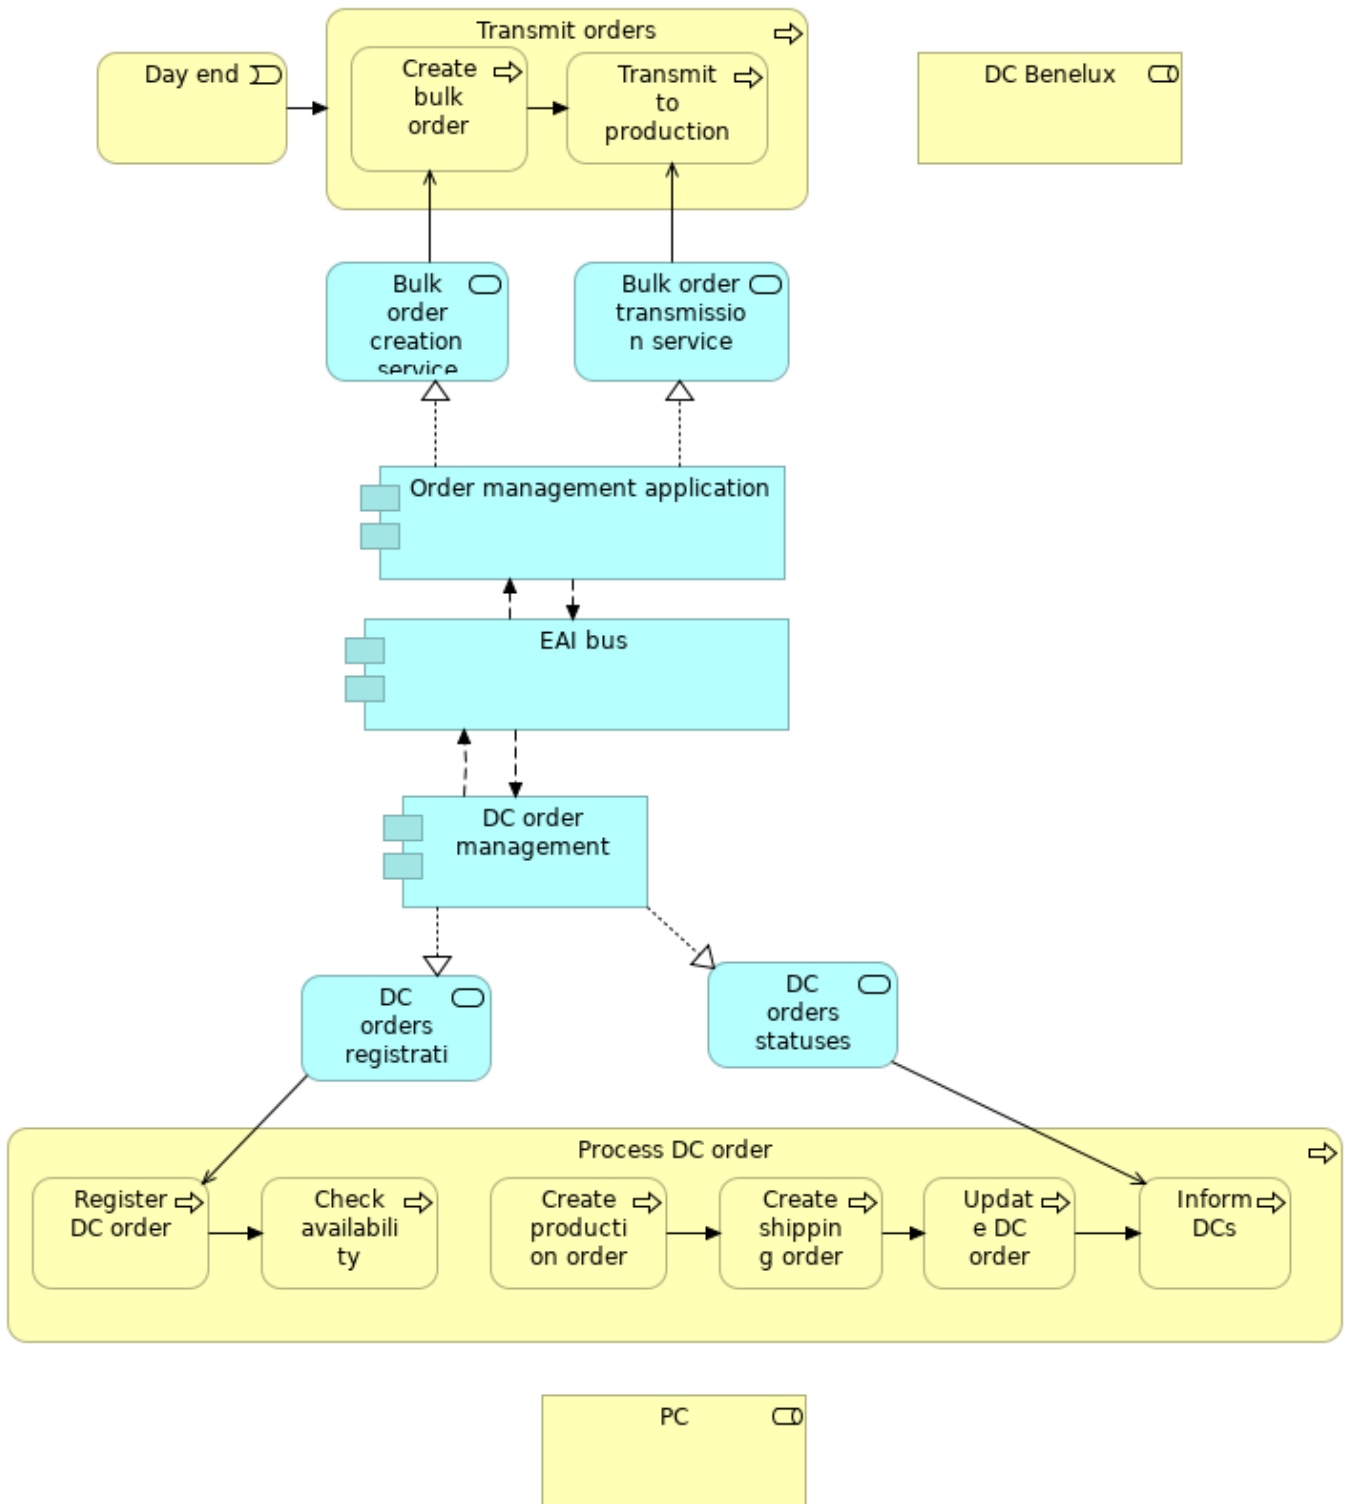 Transmit orders
Day end
Create
bulk
order
Transmit
to
production
DC Benelux
Bulk
order
creation
service
Bulk order
transmissio
n service
Order management application
EAI bus
DC order
management
DC
orders
registrati
DC
orders
statuses
Process DC order
Register
DC order
Check
availabili
ty
Create
producti
on order
Create
shippin
g order
Updat
e DC
order
Inform
DCs
PC